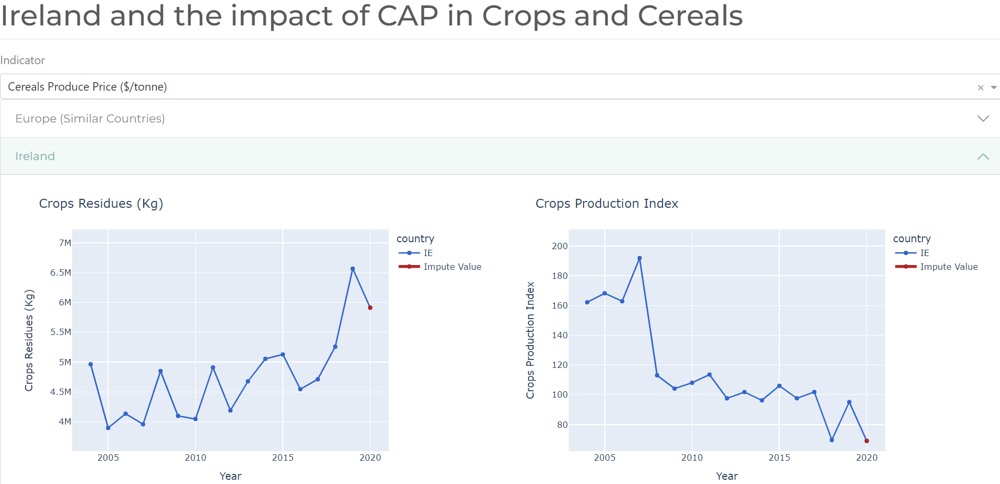 Ireland and the impact of CAP in Crops and Cereals
Indicator
Cereals Produce Price ($/tonne)
Europe (Similar Countries)
Ireland
Crops Residues (Kg)
7M
6.5M
6M
5.5M
5M
4.5M
4M
Crops Residues (Kg)
2005
2010
2015
2020
Year
country
IE
Impute Value
Crops Production Index
200
180
160
140
120
100
80
Crops Production Index
2005
2010
2015
2020
Year
country
IE
Impute Value